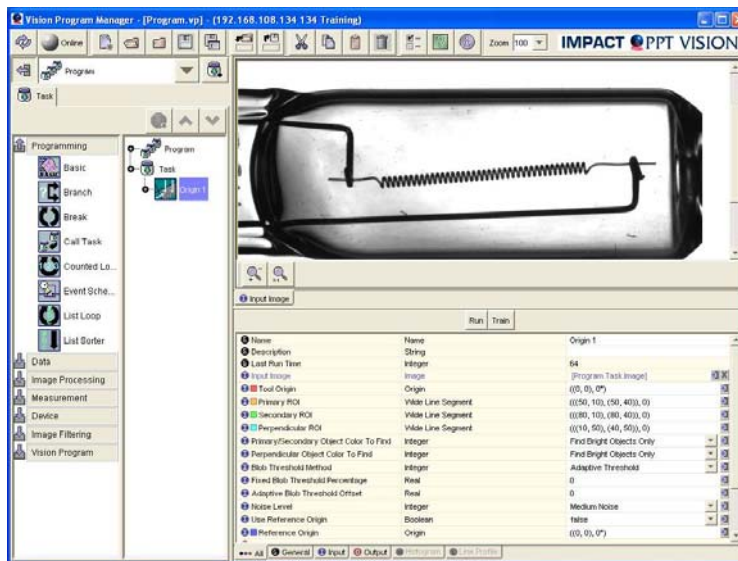 Vision Program Manager - [Program.vp] - (192.168.108.134 134 Training)
Online
Zoom 100
IMPACT PPT VISION
Program
Task
Programming
Basic
Branch
Break
Call Task
Counted Lo...
Event Sche...
List Loop
List Sorter
Data
Image Processing
Measurement
Device
Image Filtering
Vision Program
Program
Task
Origin 1
Input Image
Run Train
Name Name Origin 1
Description String
Last Run Time Integer 64
Input Image Image [Program Task.Image]
Tool Origin Origin ((0, 0), 0°)
Primary ROI Wide Line Segment (((50, 10), (50, 40)), 0)
Secondary ROI Wide Line Segment (((80, 10), (80, 40)), 0)
Perpendicular ROI Wide Line Segment (((10, 50), (40, 50)), 0)
Primary/Secondary Object Color To Find Integer Find Bright Objects Only
Perpendicular Object Color To Find Integer Find Bright Objects Only
Blob Threshold Method Integer Adaptive Threshold
Fixed Blob Threshold Percentage Real 0
Adaptive Blob Threshold Offset Real 0
Noise Level Integer Medium Noise
Use Reference Origin Boolean false
Reference Origin Origin ((0, 0), 0°)
All General Input Output Histogram Line Profile